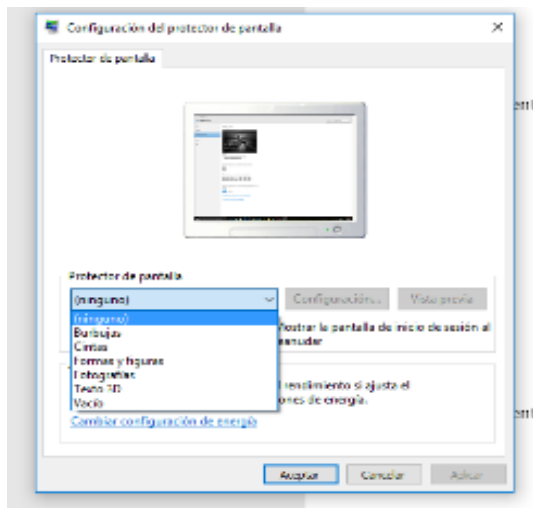 Configuración del protector de pantalla
Protector de pantalla
Protector de pantalla
(ninguno)
Configuración...
Vista previa
(ninguno)
Burbujas
Cintas
Formas y figuras
Fotografías
Texto 3D
Vacío
Mostrar la pantalla de inicio de sesión al
reanudar
l rendimiento si ajusta el
ones de energía.
Cambiar configuración de energía
Aceptar
Cancelar
Aplicar